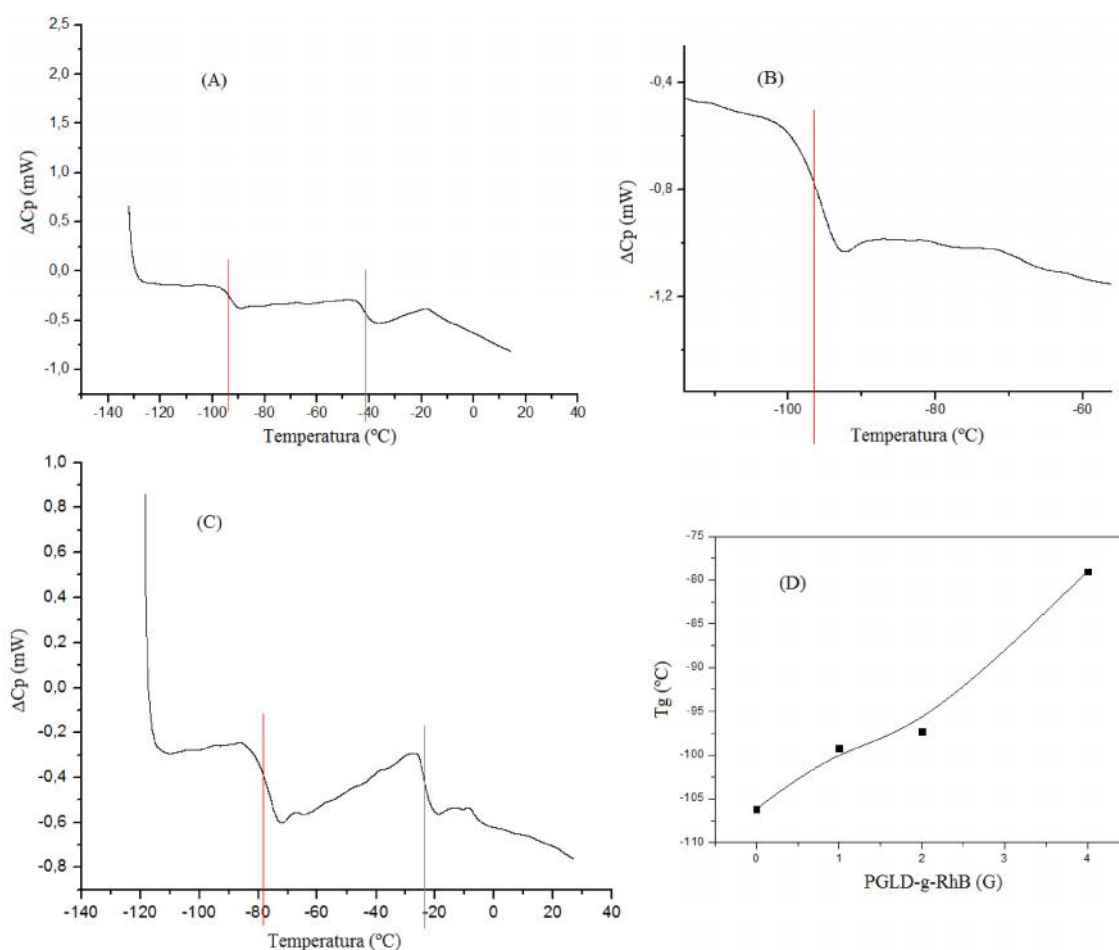 (A)
ΔCp (mW)
2,5
2,0
1,5
1,0
0,5
0,0
-0,5
-1,0
-140 -120 -100 -80 -60 -40 -20 0 20 40
Temperatura (ºC)
(B)
ΔCp (mW)
-0,4
-0,8
-1,2
-100 -80 -60
Temperatura (ºC)
(C)
ΔCp (mW)
1,0
0,8
0,6
0,4
0,2
0,0
-0,2
-0,4
-0,6
-0,8
-140 -120 -100 -80 -60 -40 -20 0 20 40
Temperatura (ºC)
(D)
Tg (ºC)
-75
-80
-85
-90
-95
-100
-105
-110
0 1 2 3 4
PGLD-g-RhB (G)